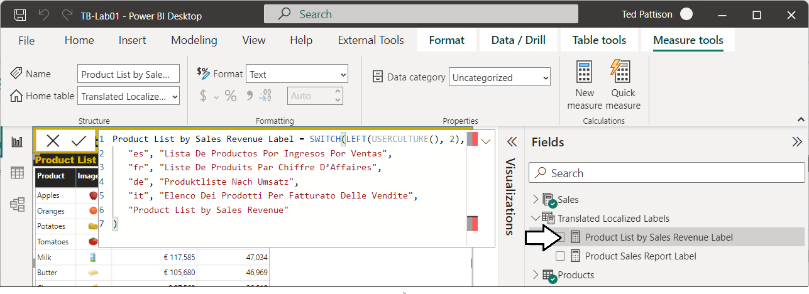 TB-Lab01 - Power BI Desktop
Search
Ted Pattison
File
Home
Insert
Modeling
View
Help
External Tools
Format
Data / Drill
Table tools
Measure tools
Name
Product List by Sale...
Home table
Translated Localize...
Structure
Format
Text
$
%
Auto
Formatting
Data category
Uncategorized
Properties
New measure
Quick measure
Calculations
1 Product List by Sales Revenue Label = SWITCH(LEFT(USERCULTURE(), 2),
2 "es", "Lista De Productos Por Ingresos Por Ventas",
3 "fr", "Liste De Produits Par Chiffre D’Affaires",
4 "de", "Produktliste Nach Umsatz",
5 "it", "Elenco Dei Prodotti Per Fatturato Delle Vendite",
6 "Product List by Sales Revenue"
7 )
Product List
Product Image
Apples
Oranges
Potatoes
Tomatoes
Milk € 117,585 47,034
Butter € 105,680 46,969
Visualizations
Fields
Search
Sales
Translated Localized Labels
Product List by Sales Revenue Label
Product Sales Report Label
Products